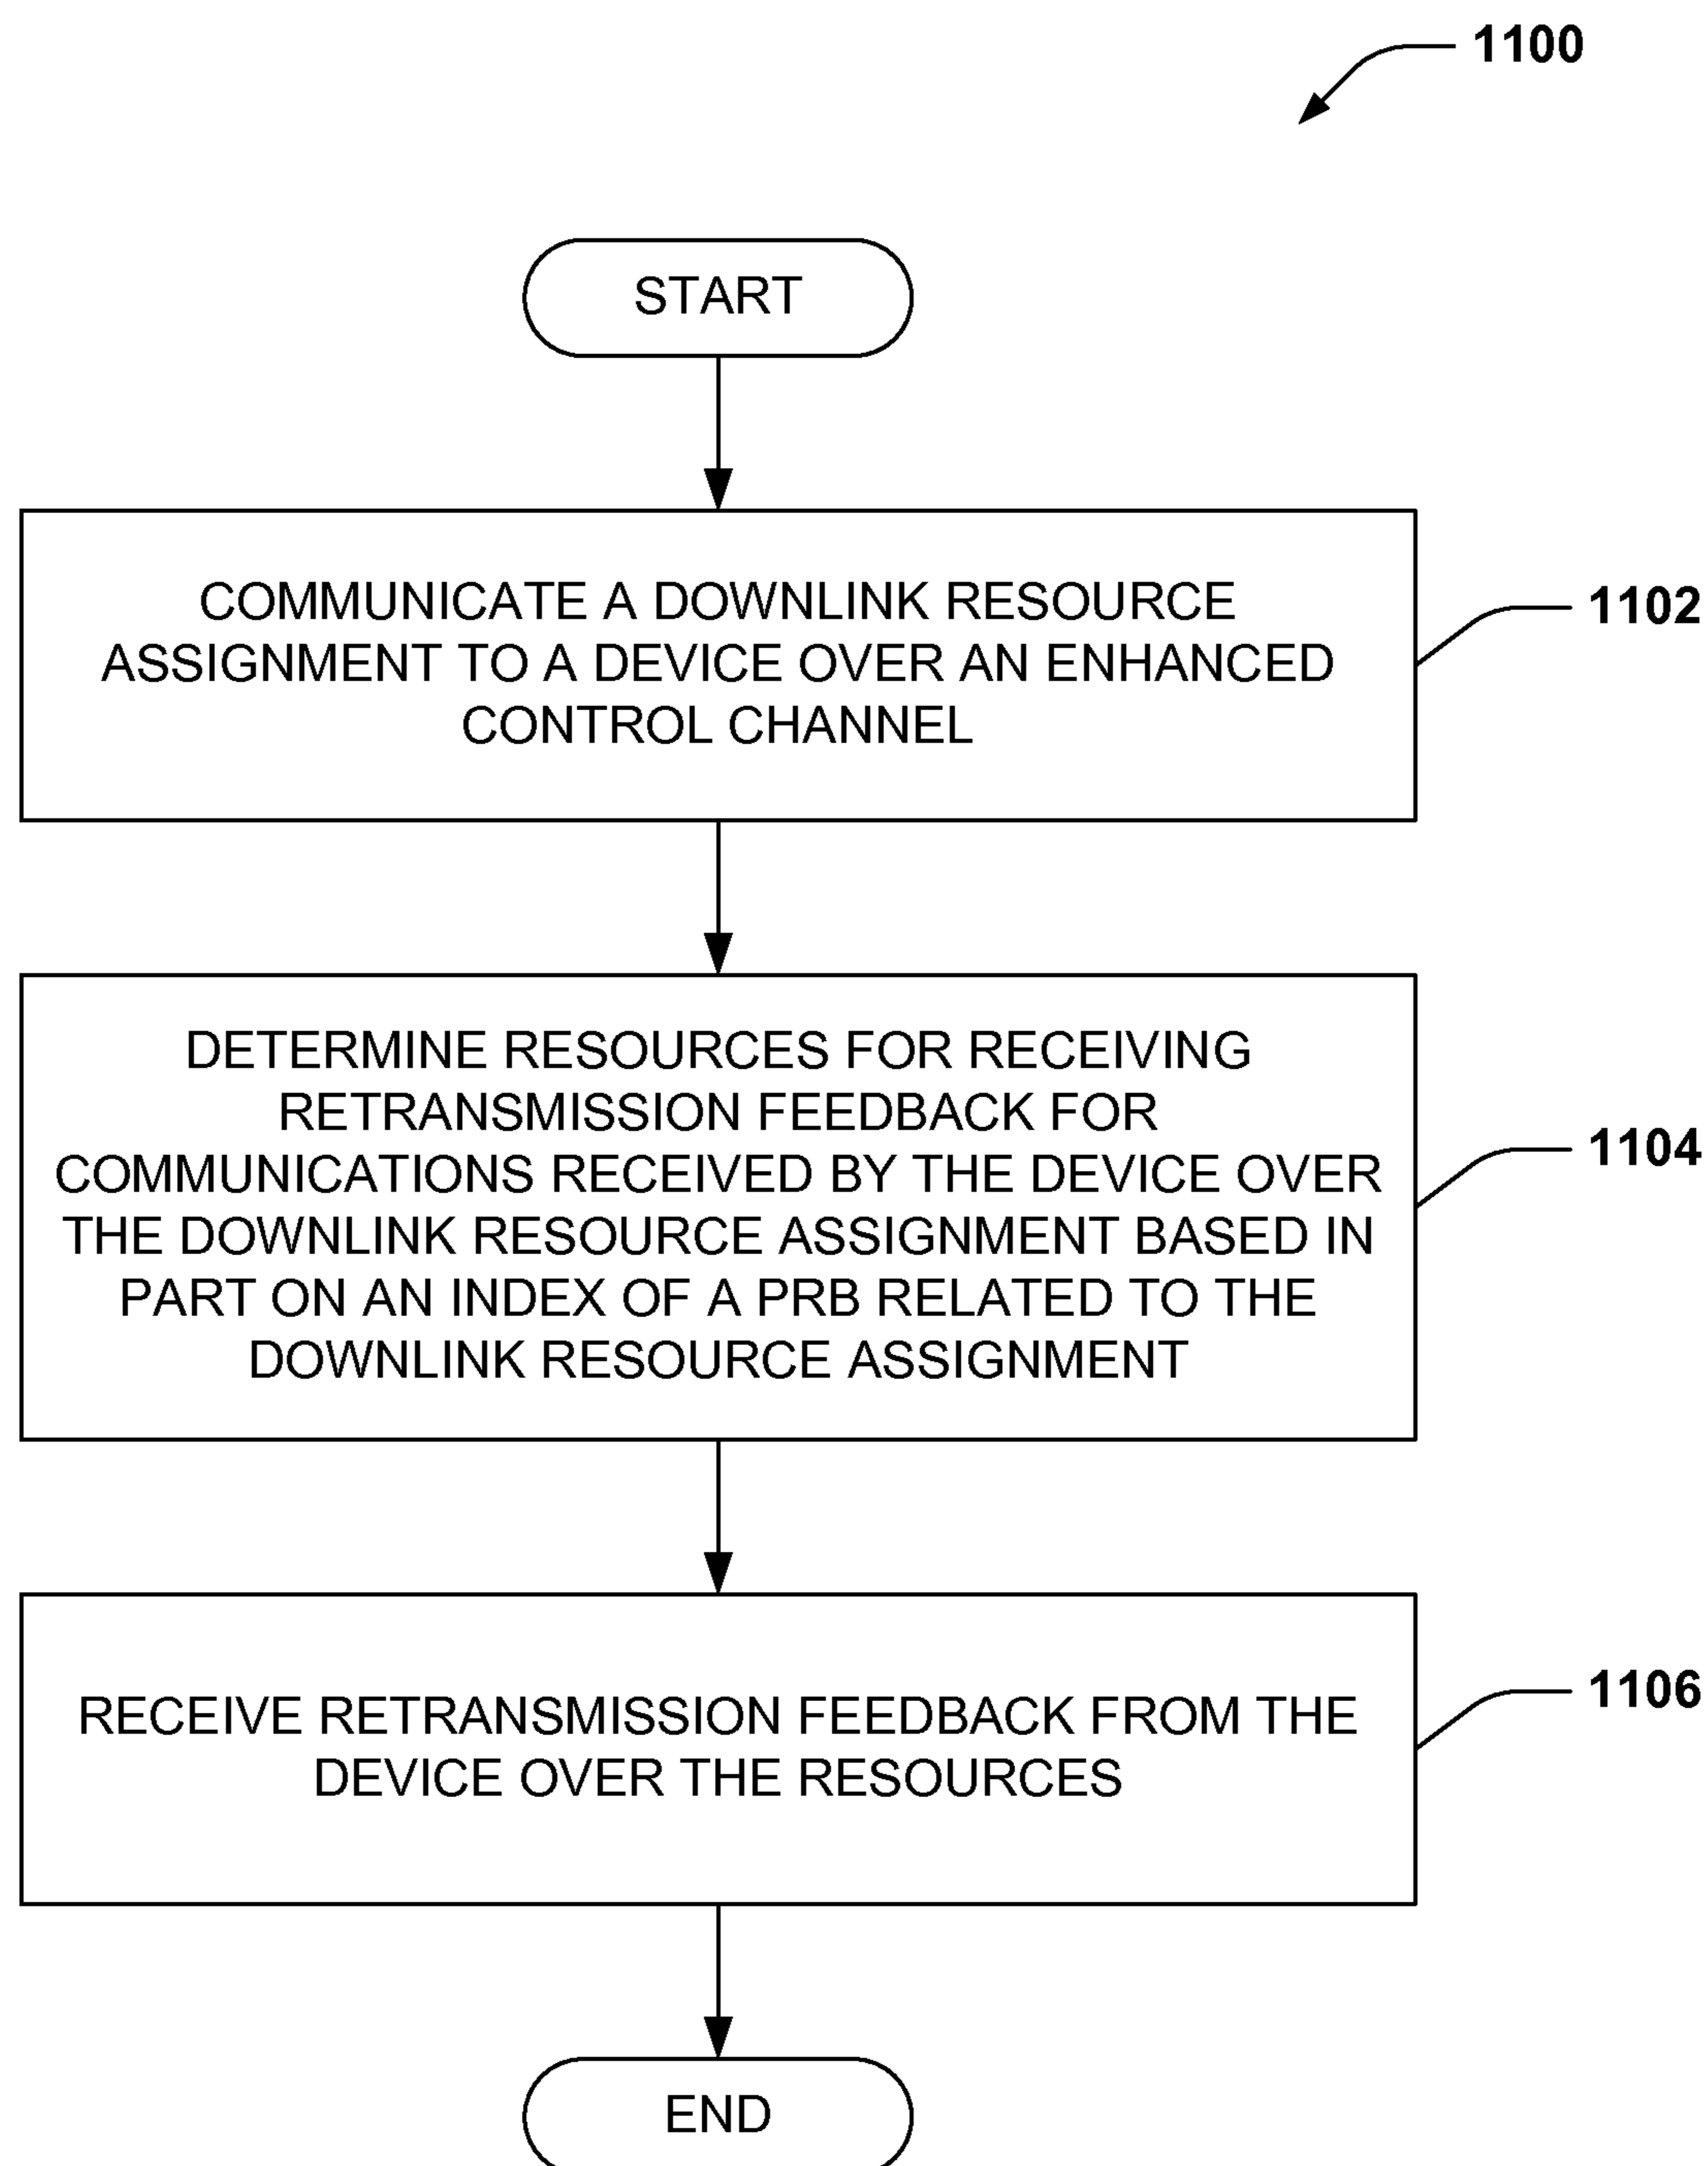 1100
START
COMMUNICATE A DOWNLINK RESOURCE
ASSIGNMENT TO A DEVICE OVER AN ENHANCED
CONTROL CHANNEL
1102
DETERMINE RESOURCES FOR RECEIVING
RETRANSMISSION FEEDBACK FOR
COMMUNICATIONS RECEIVED BY THE DEVICE OVER
THE DOWNLINK RESOURCE ASSIGNMENT BASED IN
PART ON AN INDEX OF A PRB RELATED TO THE
DOWNLINK RESOURCE ASSIGNMENT
1104
RECEIVE RETRANSMISSION FEEDBACK FROM THE
DEVICE OVER THE RESOURCES
1106
END